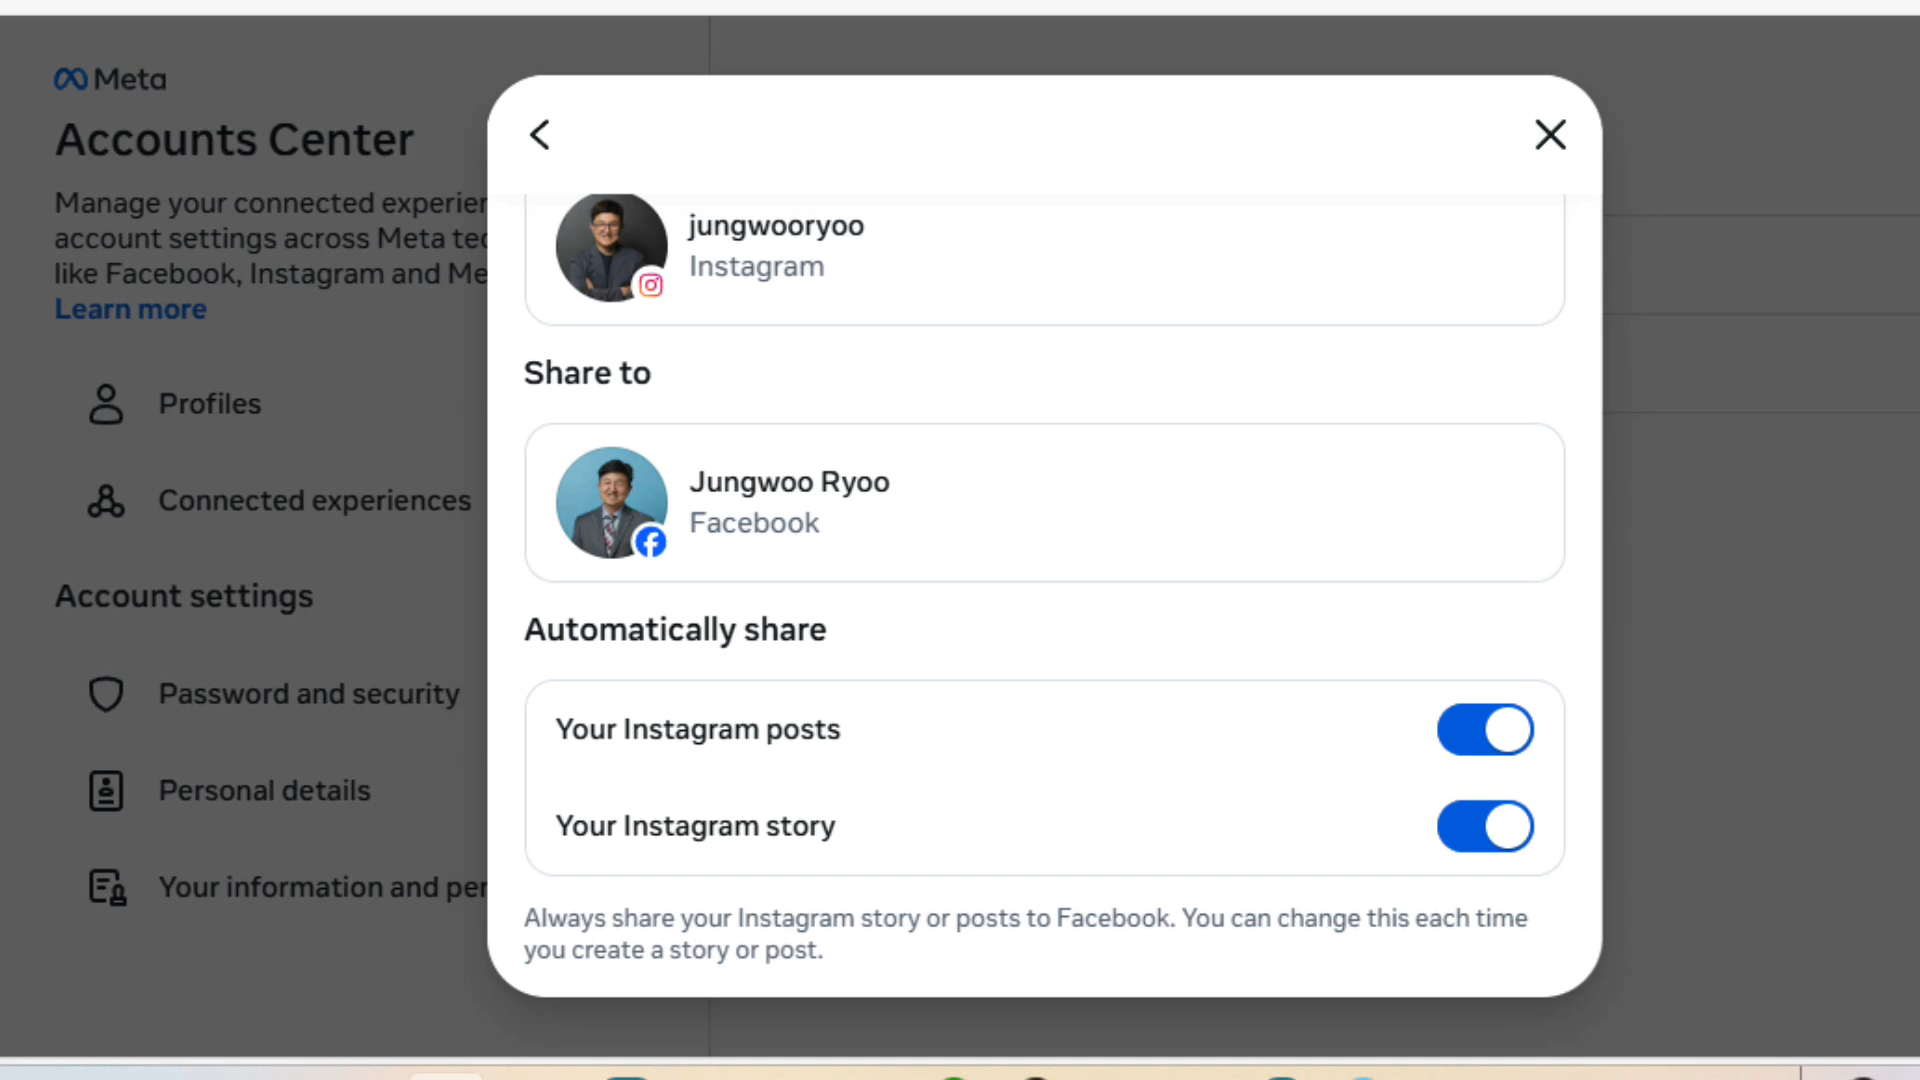 Meta
Accounts Center
Manage your connected experier
account settings across Meta tec
like Facebook, Instagram and Me
Learn more
Profiles
Connected experiences
Account settings
Password and security
Personal details
Your information and per
jungwooryoo
Instagram
Share to
Jungwoo Ryoo
Facebook
Automatically share
Your Instagram posts
Your Instagram story
Always share your Instagram story or posts to Facebook. You can change this each time
you create a story or post.